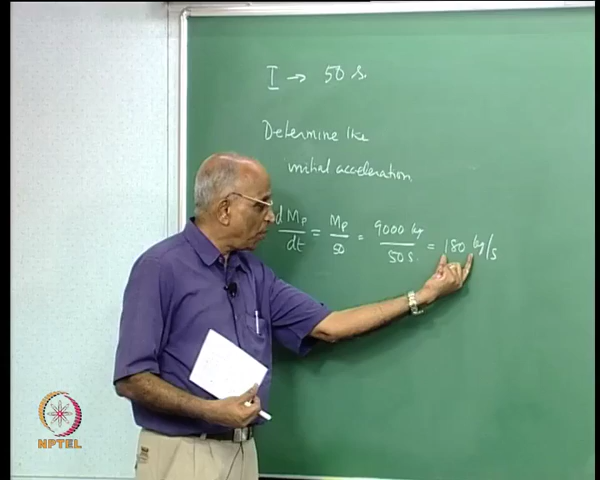 I → 50 s.
Determine the
initial acceleration
dMp/dt = Mp/50 = 9000 kg/50 s. = 180 kg/s
NPTEL